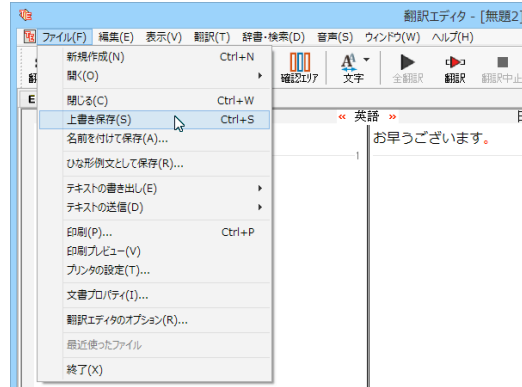 翻訳エディタ - [無題2]
ファイル(F) 編集(E) 表示(V) 翻訳(T) 辞書・検索(D) 音声(S) ウィンドウ(W) ヘルプ(H)
確認エリア 文字 全翻訳 翻訳 翻訳中止
新規作成(N) Ctrl+N
開く(O)
閉じる(C) Ctrl+W
上書き保存(S) Ctrl+S
名前を付けて保存(A)...
ひな形例文として保存(R)...
テキストの書き出し(E)
テキストの送信(D)
印刷(P)... Ctrl+P
印刷プレビュー(V)
プリンタの設定(T)...
文書プロパティ(I)...
翻訳エディタのオプション(R)...
最近使ったファイル
終了(X)
« 英語 »
1 お早うございます。